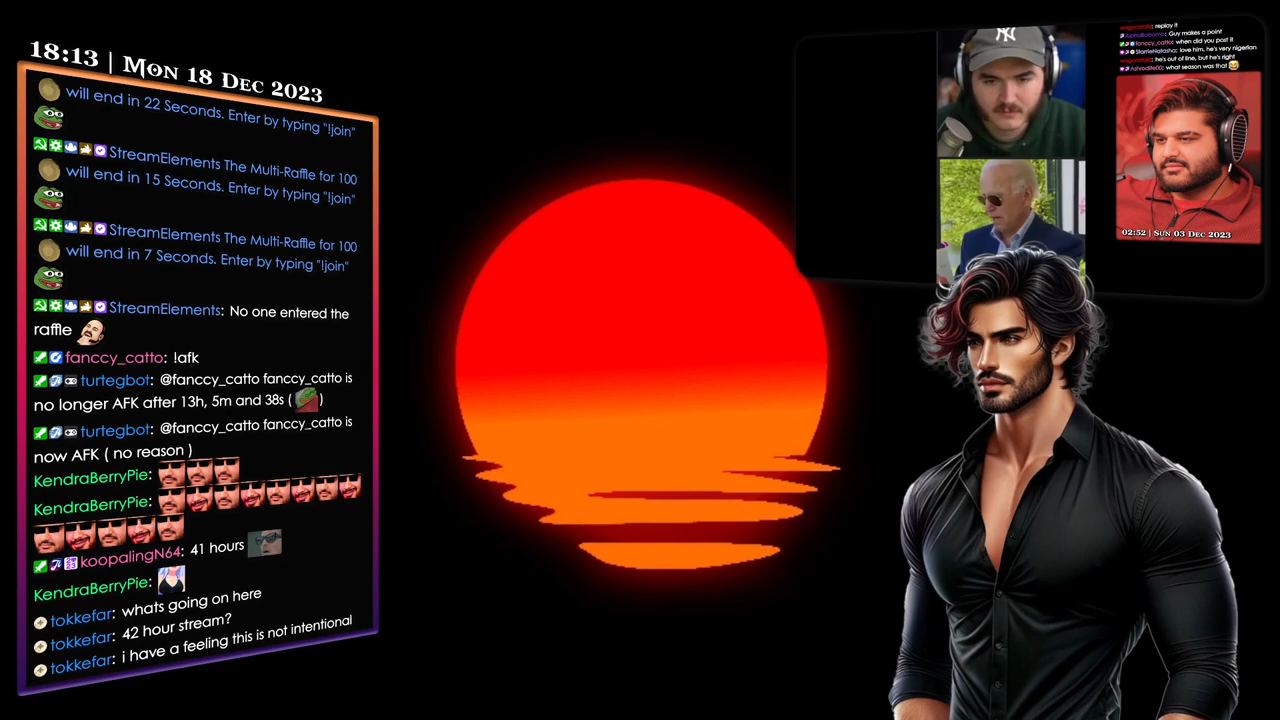 18:13 | Mon 18 Dec 2023
will end in 22 Seconds. Enter by typing "!join"
StreamElements The Multi-Raffle for 100
will end in 15 Seconds. Enter by typing "!join"
StreamElements The Multi-Raffle for 100
will end in 7 Seconds. Enter by typing "!join"
StreamElements: No one entered the
raffle
fanccy_catto: !afk
turtegbot: @fanccy_catto fanccy_catto is
no longer AFK after 13h, 5m and 38s ( )
turtegbot: @fanccy_catto fanccy_catto is
now AFK ( no reason )
KendraBerryPie:
KendraBerryPie:
koopalingN64: 41 hours
KendraBerryPie:
tokkefar: whats going on here
tokkefar: 42 hour stream?
tokkefar: i have a feeling this is not intentional
replay it
Guy makes a point
fanccy_catto: when did you post it
StarrieNatasha: love him. he's very nigerian
he's out of line, but he's right
what season was that
02:52 | Sun 03 Dec 2023